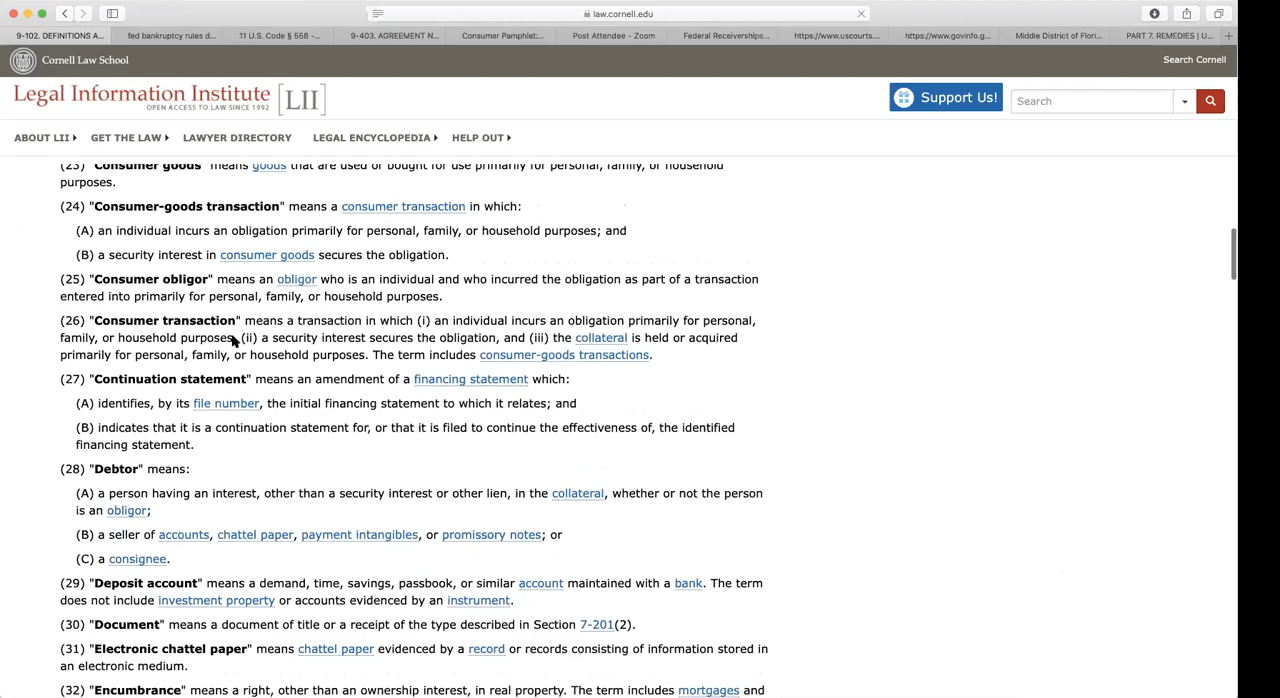 law.cornell.edu
9-102. DEFINITIONS A...
fed bankruptcy rules d...
11 U.S. Code § 558 -...
9-403. AGREEMENT N...
Consumer Pamphlet:...
Post Attendee - Zoom
Federal Receiverships...
https://www.uscourts....
https://www.govinfo.g...
Middle District of Flori...
PART 7. REMEDIES | U...
Cornell Law School
Search Cornell
Legal Information Institute [LII]
OPEN ACCESS TO LAW SINCE 1992
Support Us!
Search
ABOUT LII
GET THE LAW
LAWYER DIRECTORY
LEGAL ENCYCLOPEDIA
HELP OUT
(23) "Consumer goods" means goods that are used or bought for use primarily for personal, family, or household
purposes.
(24) "Consumer-goods transaction" means a consumer transaction in which:
(A) an individual incurs an obligation primarily for personal, family, or household purposes; and
(B) a security interest in consumer goods secures the obligation.
(25) "Consumer obligor" means an obligor who is an individual and who incurred the obligation as part of a transaction
entered into primarily for personal, family, or household purposes.
(26) "Consumer transaction" means a transaction in which (i) an individual incurs an obligation primarily for personal,
family, or household purposes, (ii) a security interest secures the obligation, and (iii) the collateral is held or acquired
primarily for personal, family, or household purposes. The term includes consumer-goods transactions.
(27) "Continuation statement" means an amendment of a financing statement which:
(A) identifies, by its file number, the initial financing statement to which it relates; and
(B) indicates that it is a continuation statement for, or that it is filed to continue the effectiveness of, the identified
financing statement.
(28) "Debtor" means:
(A) a person having an interest, other than a security interest or other lien, in the collateral, whether or not the person
is an obligor;
(B) a seller of accounts, chattel paper, payment intangibles, or promissory notes; or
(C) a consignee.
(29) "Deposit account" means a demand, time, savings, passbook, or similar account maintained with a bank. The term
does not include investment property or accounts evidenced by an instrument.
(30) "Document" means a document of title or a receipt of the type described in Section 7-201(2).
(31) "Electronic chattel paper" means chattel paper evidenced by a record or records consisting of information stored in
an electronic medium.
(32) "Encumbrance" means a right, other than an ownership interest, in real property. The term includes mortgages and